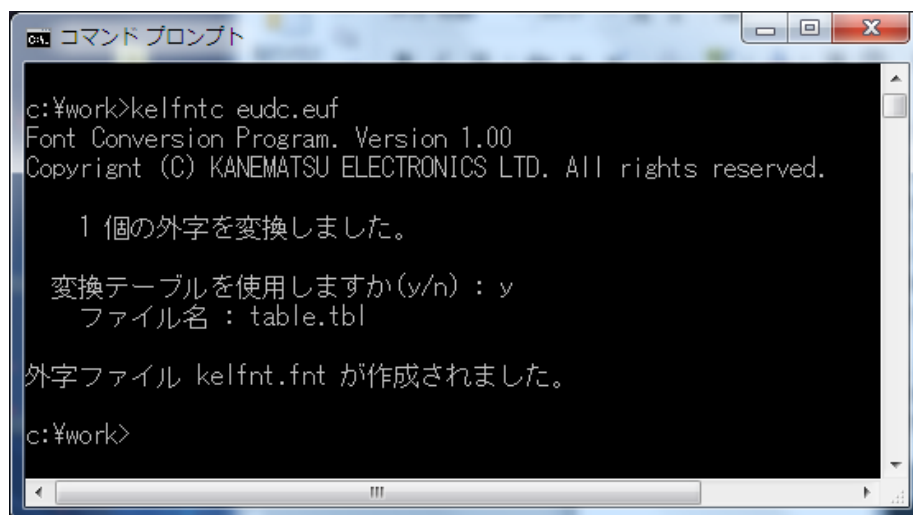 コマンド プロンプト
c:¥work>kelfntc eudc.euf
Font Conversion Program. Version 1.00
Copyrignt (C) KANEMATSU ELECTRONICS LTD. All rights reserved.
1 個の外字を変換しました。
変換テーブルを使用しますか(y/n) : y
ファイル名 : table.tbl
外字ファイル kelfnt.fnt が作成されました。
c:¥work>